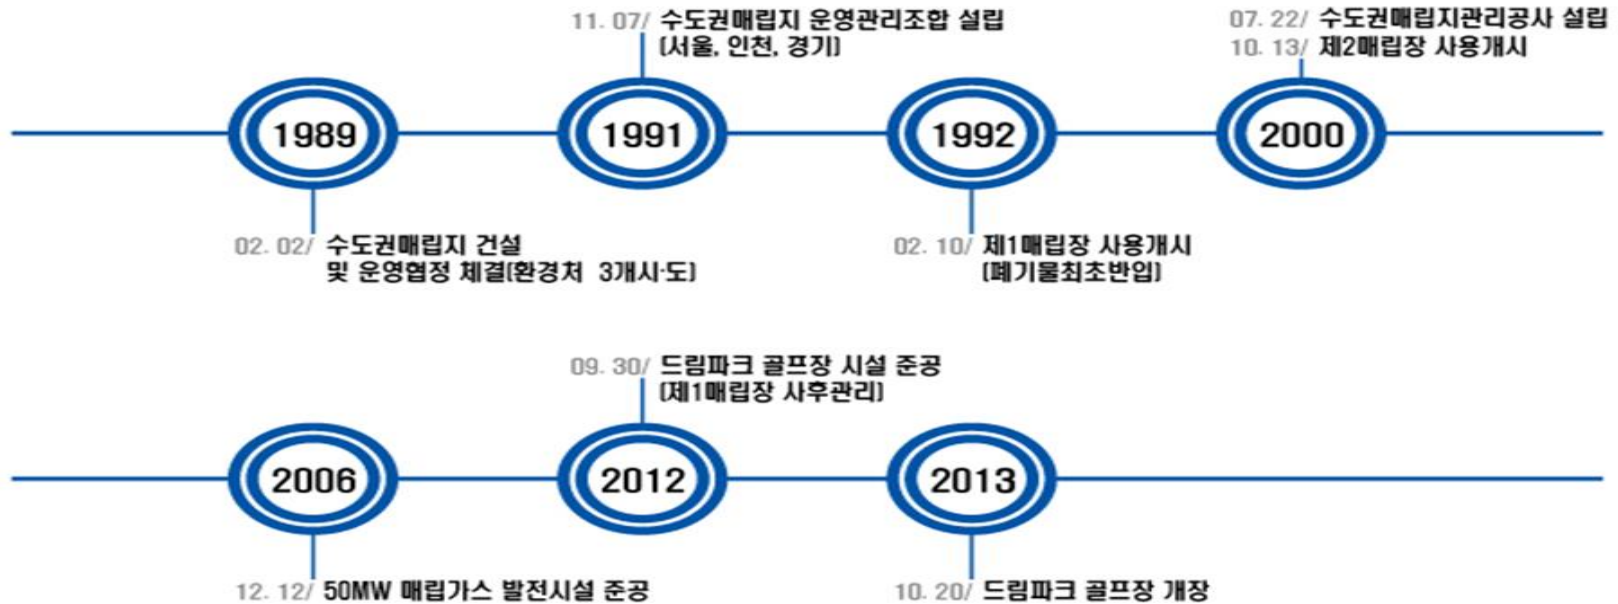 11. 07/ 수도권매립지 운영관리조합 설립
(서울, 인천, 경기)
07. 22/ 수도권매립지관리공사 설립
10. 13/ 제2매립장 사용개시
1989
1991
1992
2000
02. 02/ 수도권매립지 건설
및 운영협정 체결(환경처 3개시·도)
02. 10/ 제1매립장 사용개시
(폐기물최초반입)
09. 30/ 드림파크 골프장 시설 준공
(제1매립장 사후관리)
2006
2012
2013
12. 12/ 50MW 매립가스 발전시설 준공
10. 20/ 드림파크 골프장 개장